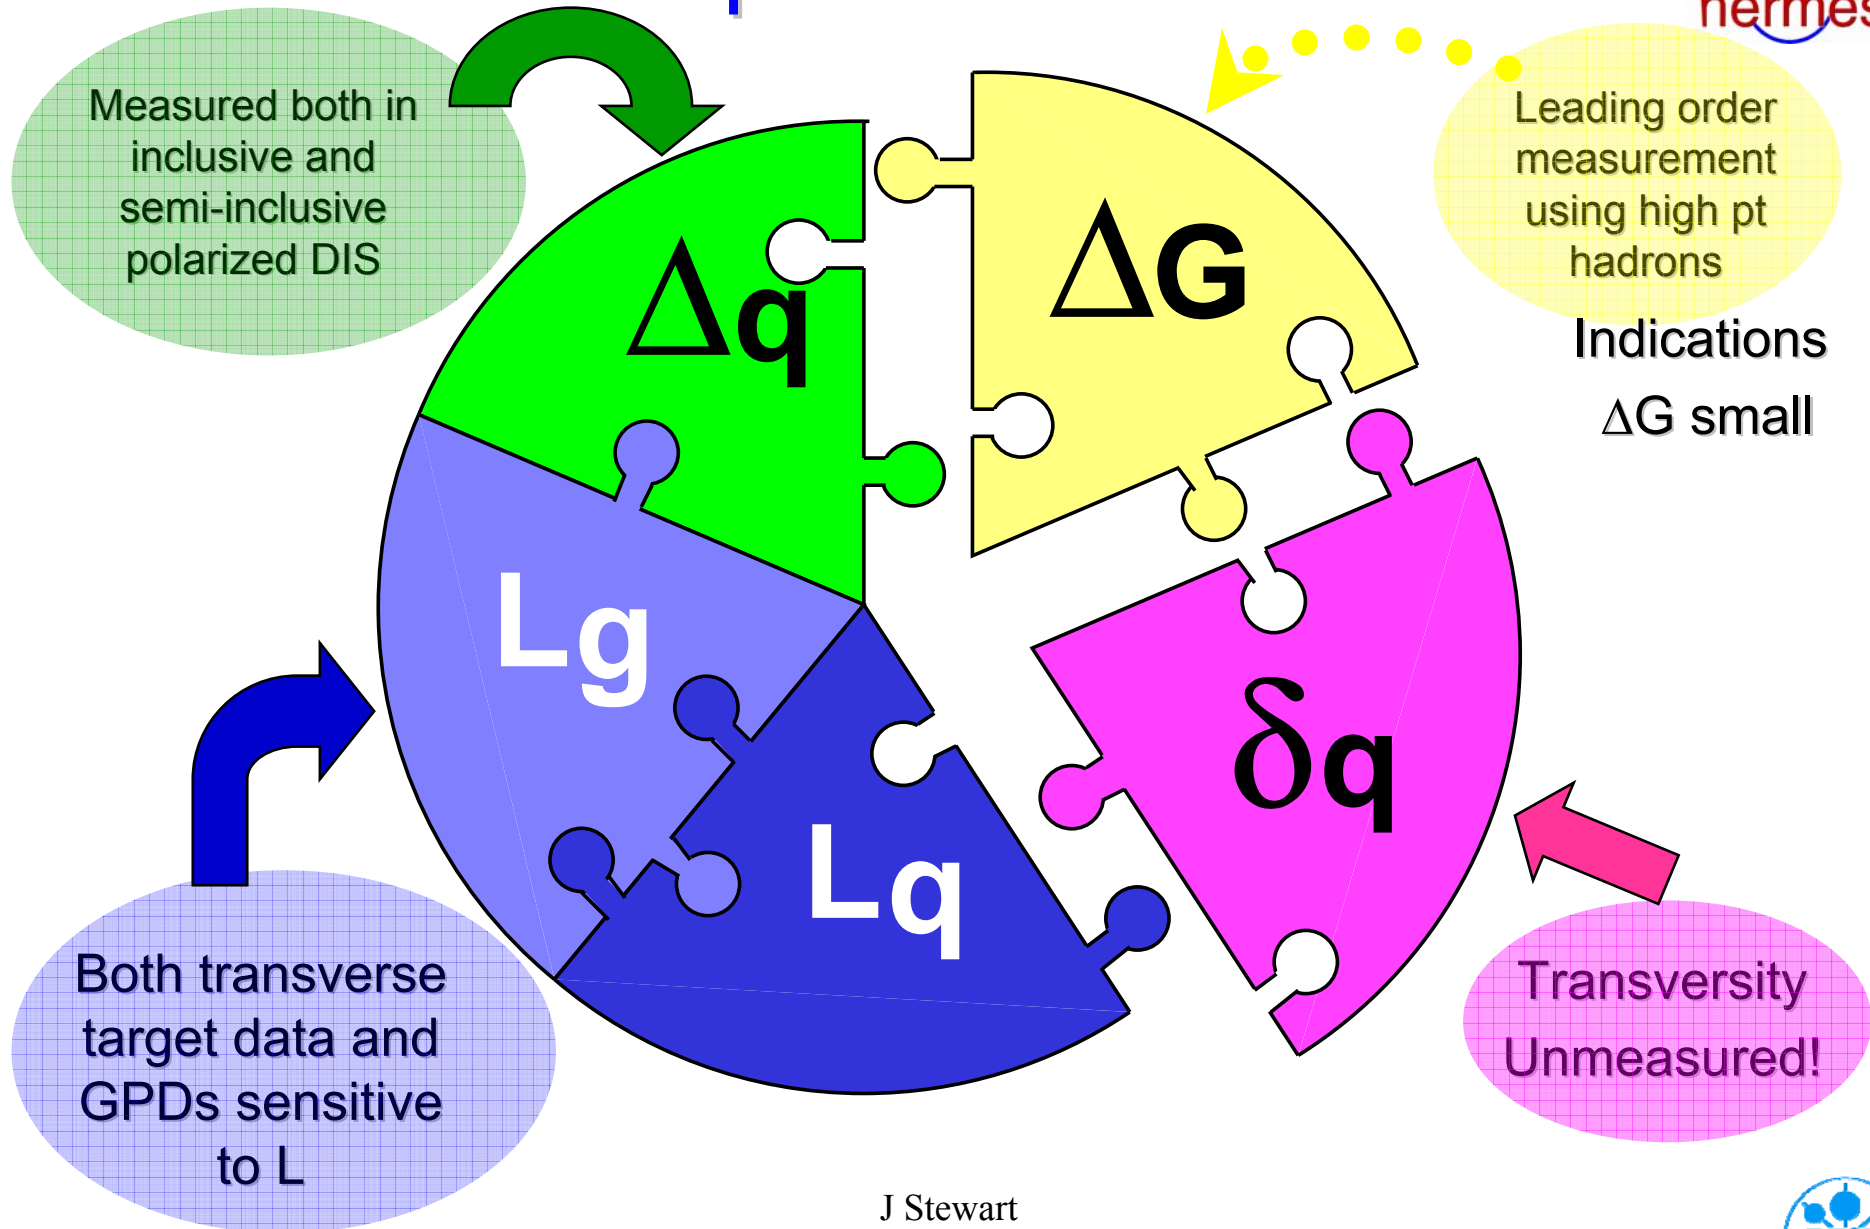 hermes
Measured both in
inclusive and
semi-inclusive
polarized DIS
Leading order
measurement
using high pt
hadrons
Indications
ΔG small
Δq
ΔG
Lg
δq
Lq
Both transverse
target data and
GPDs sensitive
to L
Transversity
Unmeasured!
J Stewart